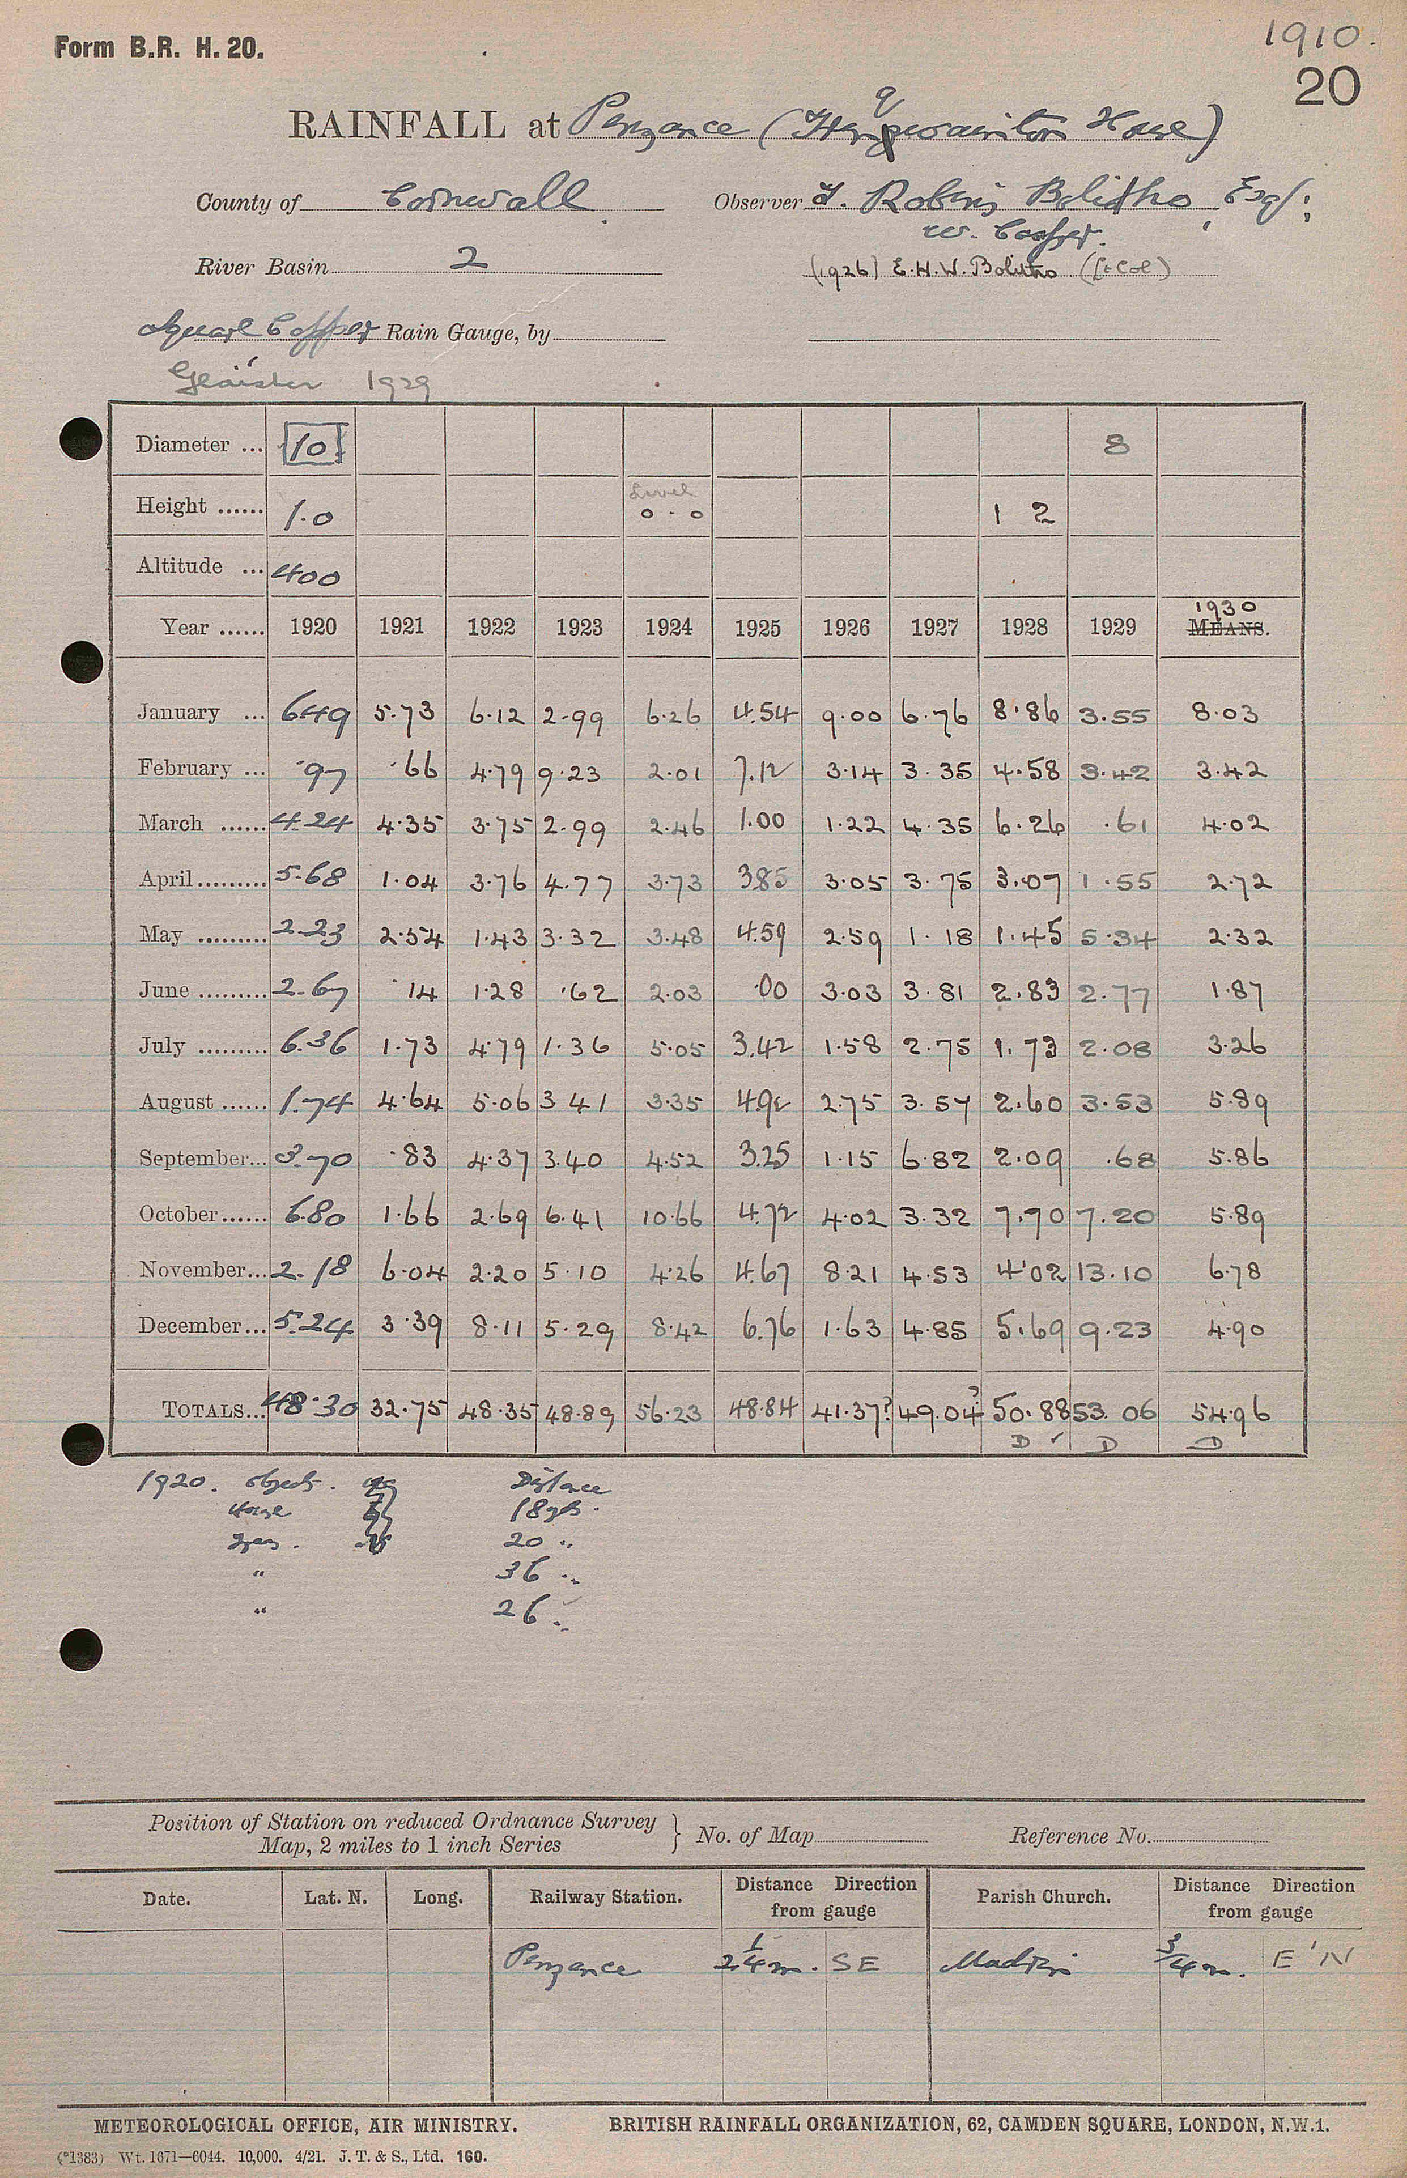 Form B.R. H. 20.
1910.
20
q
RAINFALL at Penzance (Trengwainton House)
County of Cornwall Observer T. Robins Bolitho, Esq;
W. Cooper.
River Basin 2 (1926) E.H.W. Bolitho (Lt Col)
Square Copper Rain Gauge, by
Glaisher 1929
Diameter ... 10 8
Height ...... 1.0 Level 0.0 1 2
Altitude ... 400
Year ...... 1920 1921 1922 1923 1924 1925 1926 1927 1928 1929 1930 MEANS.
January ... 6.49 5.73 6.12 2.99 6.26 4.54 9.00 6.76 8.86 3.55 8.03
February ... .97 .66 4.79 9.23 2.01 7.12 3.14 3.35 4.58 3.42 3.42
March ...... 4.24 4.35 3.75 2.99 2.46 1.00 1.22 4.35 6.26 .61 4.02
April ......... 5.68 1.04 3.76 4.77 3.73 3.85 3.05 3.75 3.07 1.55 2.72
May ......... 2.23 2.54 1.43 3.32 3.48 4.59 2.59 1.18 1.45 5.34 2.32
June ......... 2.67 .14 1.28 .62 2.03 .00 3.03 3.81 2.83 2.77 1.87
July ......... 6.36 1.73 4.79 1.36 5.05 3.42 1.58 2.75 1.73 2.08 3.26
August ...... 1.74 4.64 5.06 3 41 3.35 4.92 2.75 3.57 2.60 3.53 5.89
September... 3.70 .83 4.37 3.40 4.52 3.25 1.15 6.82 2.09 .68 5.86
October...... 6.80 1.66 2.69 6.41 10.66 4.72 4.02 3.32 7.70 7.20 5.89
November... 2.18 6.04 2.20 5.10 4.26 4.67 8.21 4.53 4.02 13.10 6.78
December... 5.24 3.39 8.11 5.29 8.42 6.76 1.63 4.85 5.69 9.23 4.90
TOTALS... 48.30 32.75 48.35 48.89 56.23 48.84 41.37? 49.04? 50.88 53.06 54.96
D ✓ D D
1920. objects. Distance
House 18 yds.
Trees. 20 "
" 36 "
" 26 "
Position of Station on reduced Ordnance Survey
Map, 2 miles to 1 inch Series } No. of Map Reference No.
Date. Lat. N. Long. Railway Station. Distance Direction from gauge Parish Church. Distance Direction from gauge
Penzance 2 1/4 m. SE Madron 3/4 m. E'N
METEOROLOGICAL OFFICE, AIR MINISTRY. BRITISH RAINFALL ORGANIZATION, 62, CAMDEN SQUARE, LONDON, N.W.1.
(*1383) Wt. 1671—6044. 10,000. 4/21. J. T. & S., Ltd. 160.